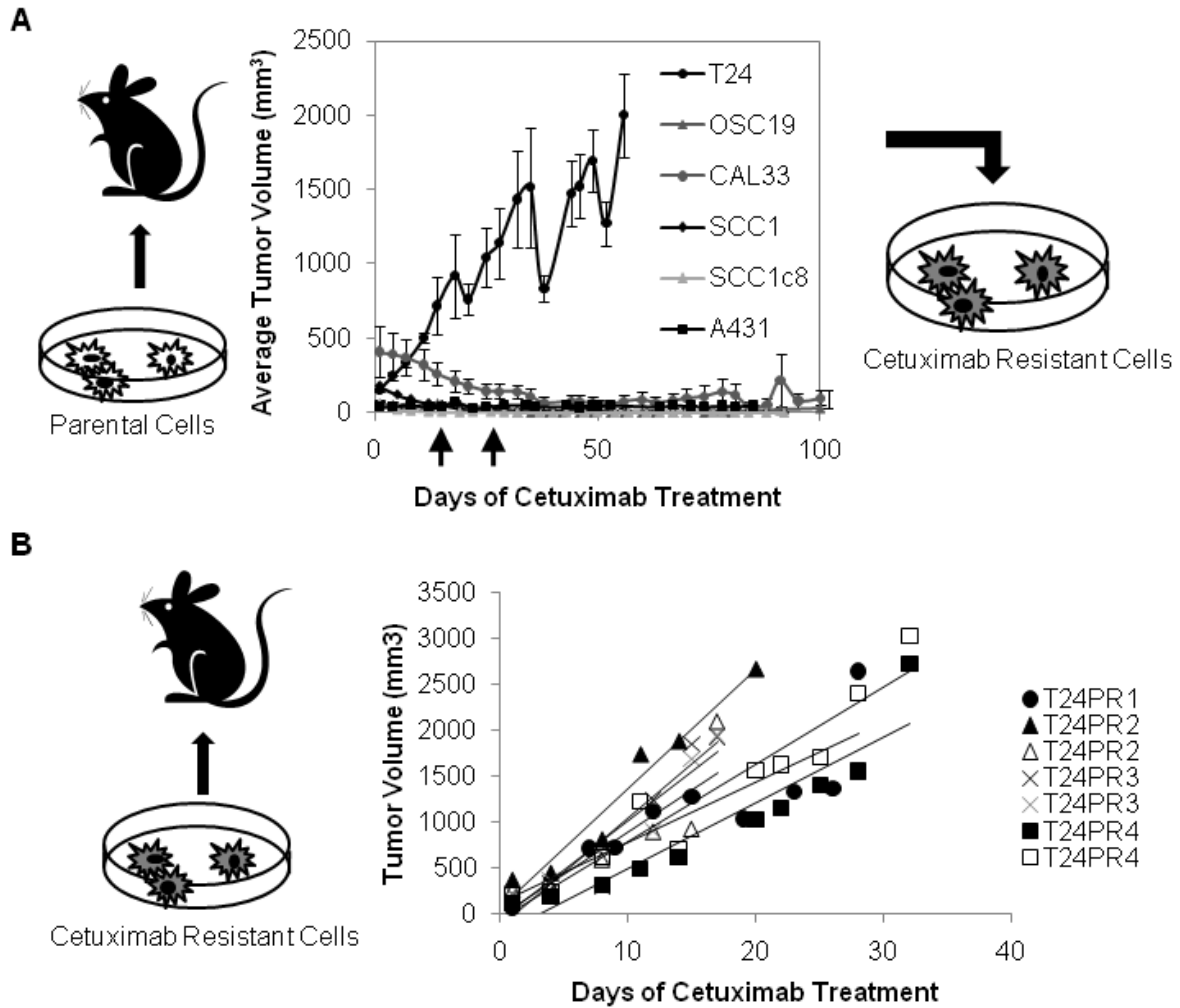 A
Average Tumor Volume (mm³)
2500
2000
1500
1000
500
0
0
50
100
Days of Cetuximab Treatment
T24
OSC19
CAL33
SCC1
SCC1c8
A431
Parental Cells
Cetuximab Resistant Cells
B
Cetuximab Resistant Cells
Tumor Volume (mm3)
3500
3000
2500
2000
1500
1000
500
0
0
10
20
30
40
Days of Cetuximab Treatment
T24PR1
T24PR2
T24PR2
T24PR3
T24PR3
T24PR4
T24PR4